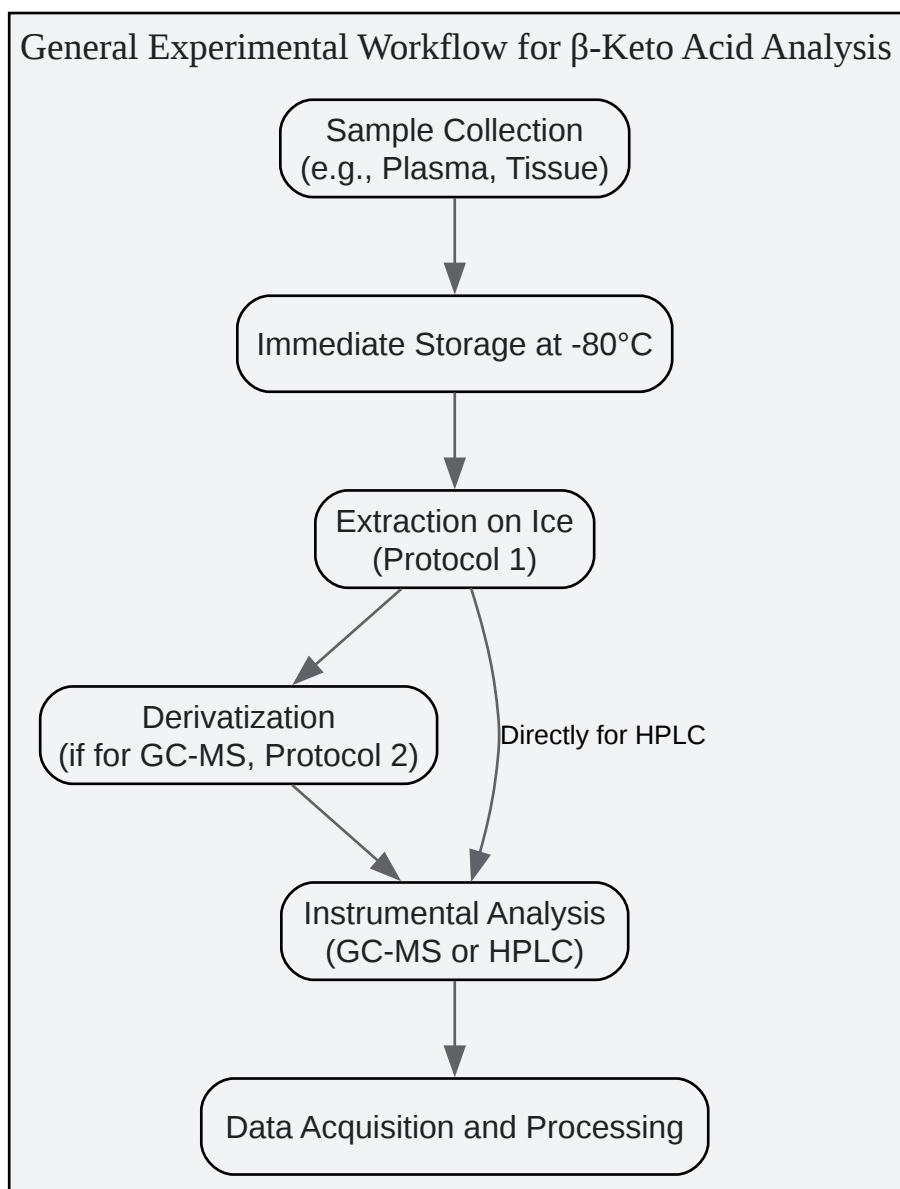 General Experimental Workflow for β-Keto Acid Analysis
Sample Collection
(e.g., Plasma, Tissue)
Immediate Storage at -80°C
Extraction on Ice
(Protocol 1)
Derivatization
(if for GC-MS, Protocol 2)
Directly for HPLC
Instrumental Analysis
(GC-MS or HPLC)
Data Acquisition and Processing